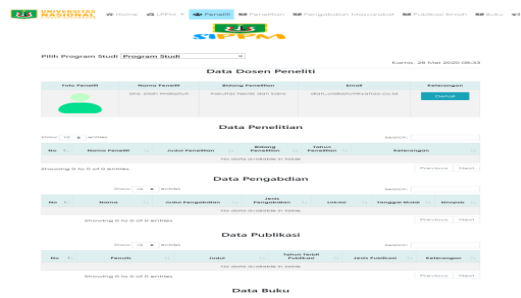 UNIVERSITAS NASIONAL
Home LPPM Peneliti Penelitian Pengabdian Masyarakat Publikasi Ilmiah Buku
Pilih Program Studi Program Studi
Kamis, 28 Mei 2020
Data Dosen Peneliti
Foto Peneliti Nama Peneliti Bidang Peneliti Email Keterangan
Detail
Data Penelitian
Show 10 entries Search:
No Nama Peneliti Judul Penelitian Bidang Penelitian Tahun Penelitian Keterangan
No data available in table
Showing 0 to 0 of 0 entries Previous Next
Data Pengabdian
Show 10 entries Search:
No Nama Judul Pengabdian Jenis Pengabdian Lokasi Tanggal Mulai Sinopsis
No data available in table
Showing 0 to 0 of 0 entries Previous Next
Data Publikasi
Show 10 entries Search:
No Penulis Judul Tahun Terbit Publikasi Jenis Publikasi Keterangan
No data available in table
Showing 0 to 0 of 0 entries Previous Next
Data Buku